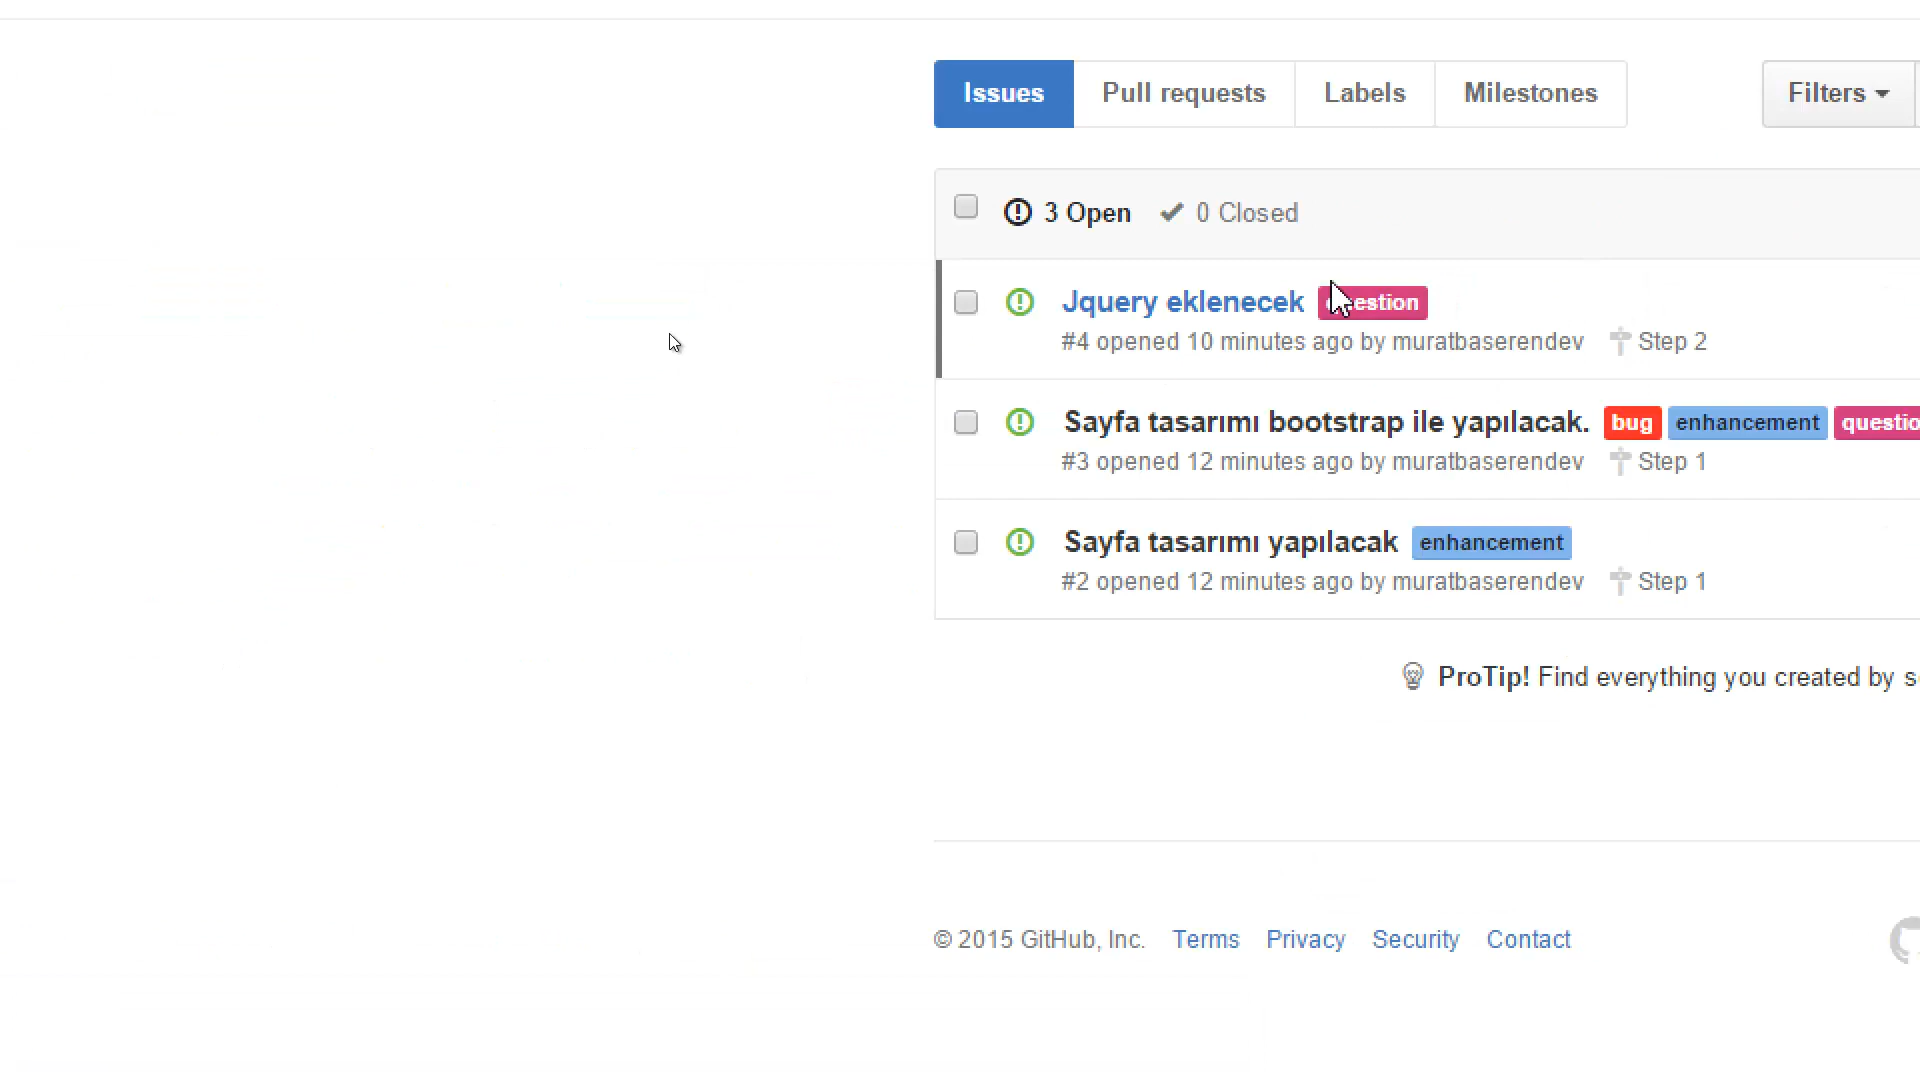 Issues Pull requests Labels Milestones Filters
3 Open 0 Closed
Jquery eklenecek
#4 opened 10 minutes ago by muratbaserendev Step 2
Sayfa tasarımı bootstrap ile yapılacak. bug enhancement
#3 opened 12 minutes ago by muratbaserendev Step 1
Sayfa tasarımı yapılacak enhancement
#2 opened 12 minutes ago by muratbaserendev Step 1
ProTip! Find everything you created by
© 2015 GitHub, Inc. Terms Privacy Security Contact